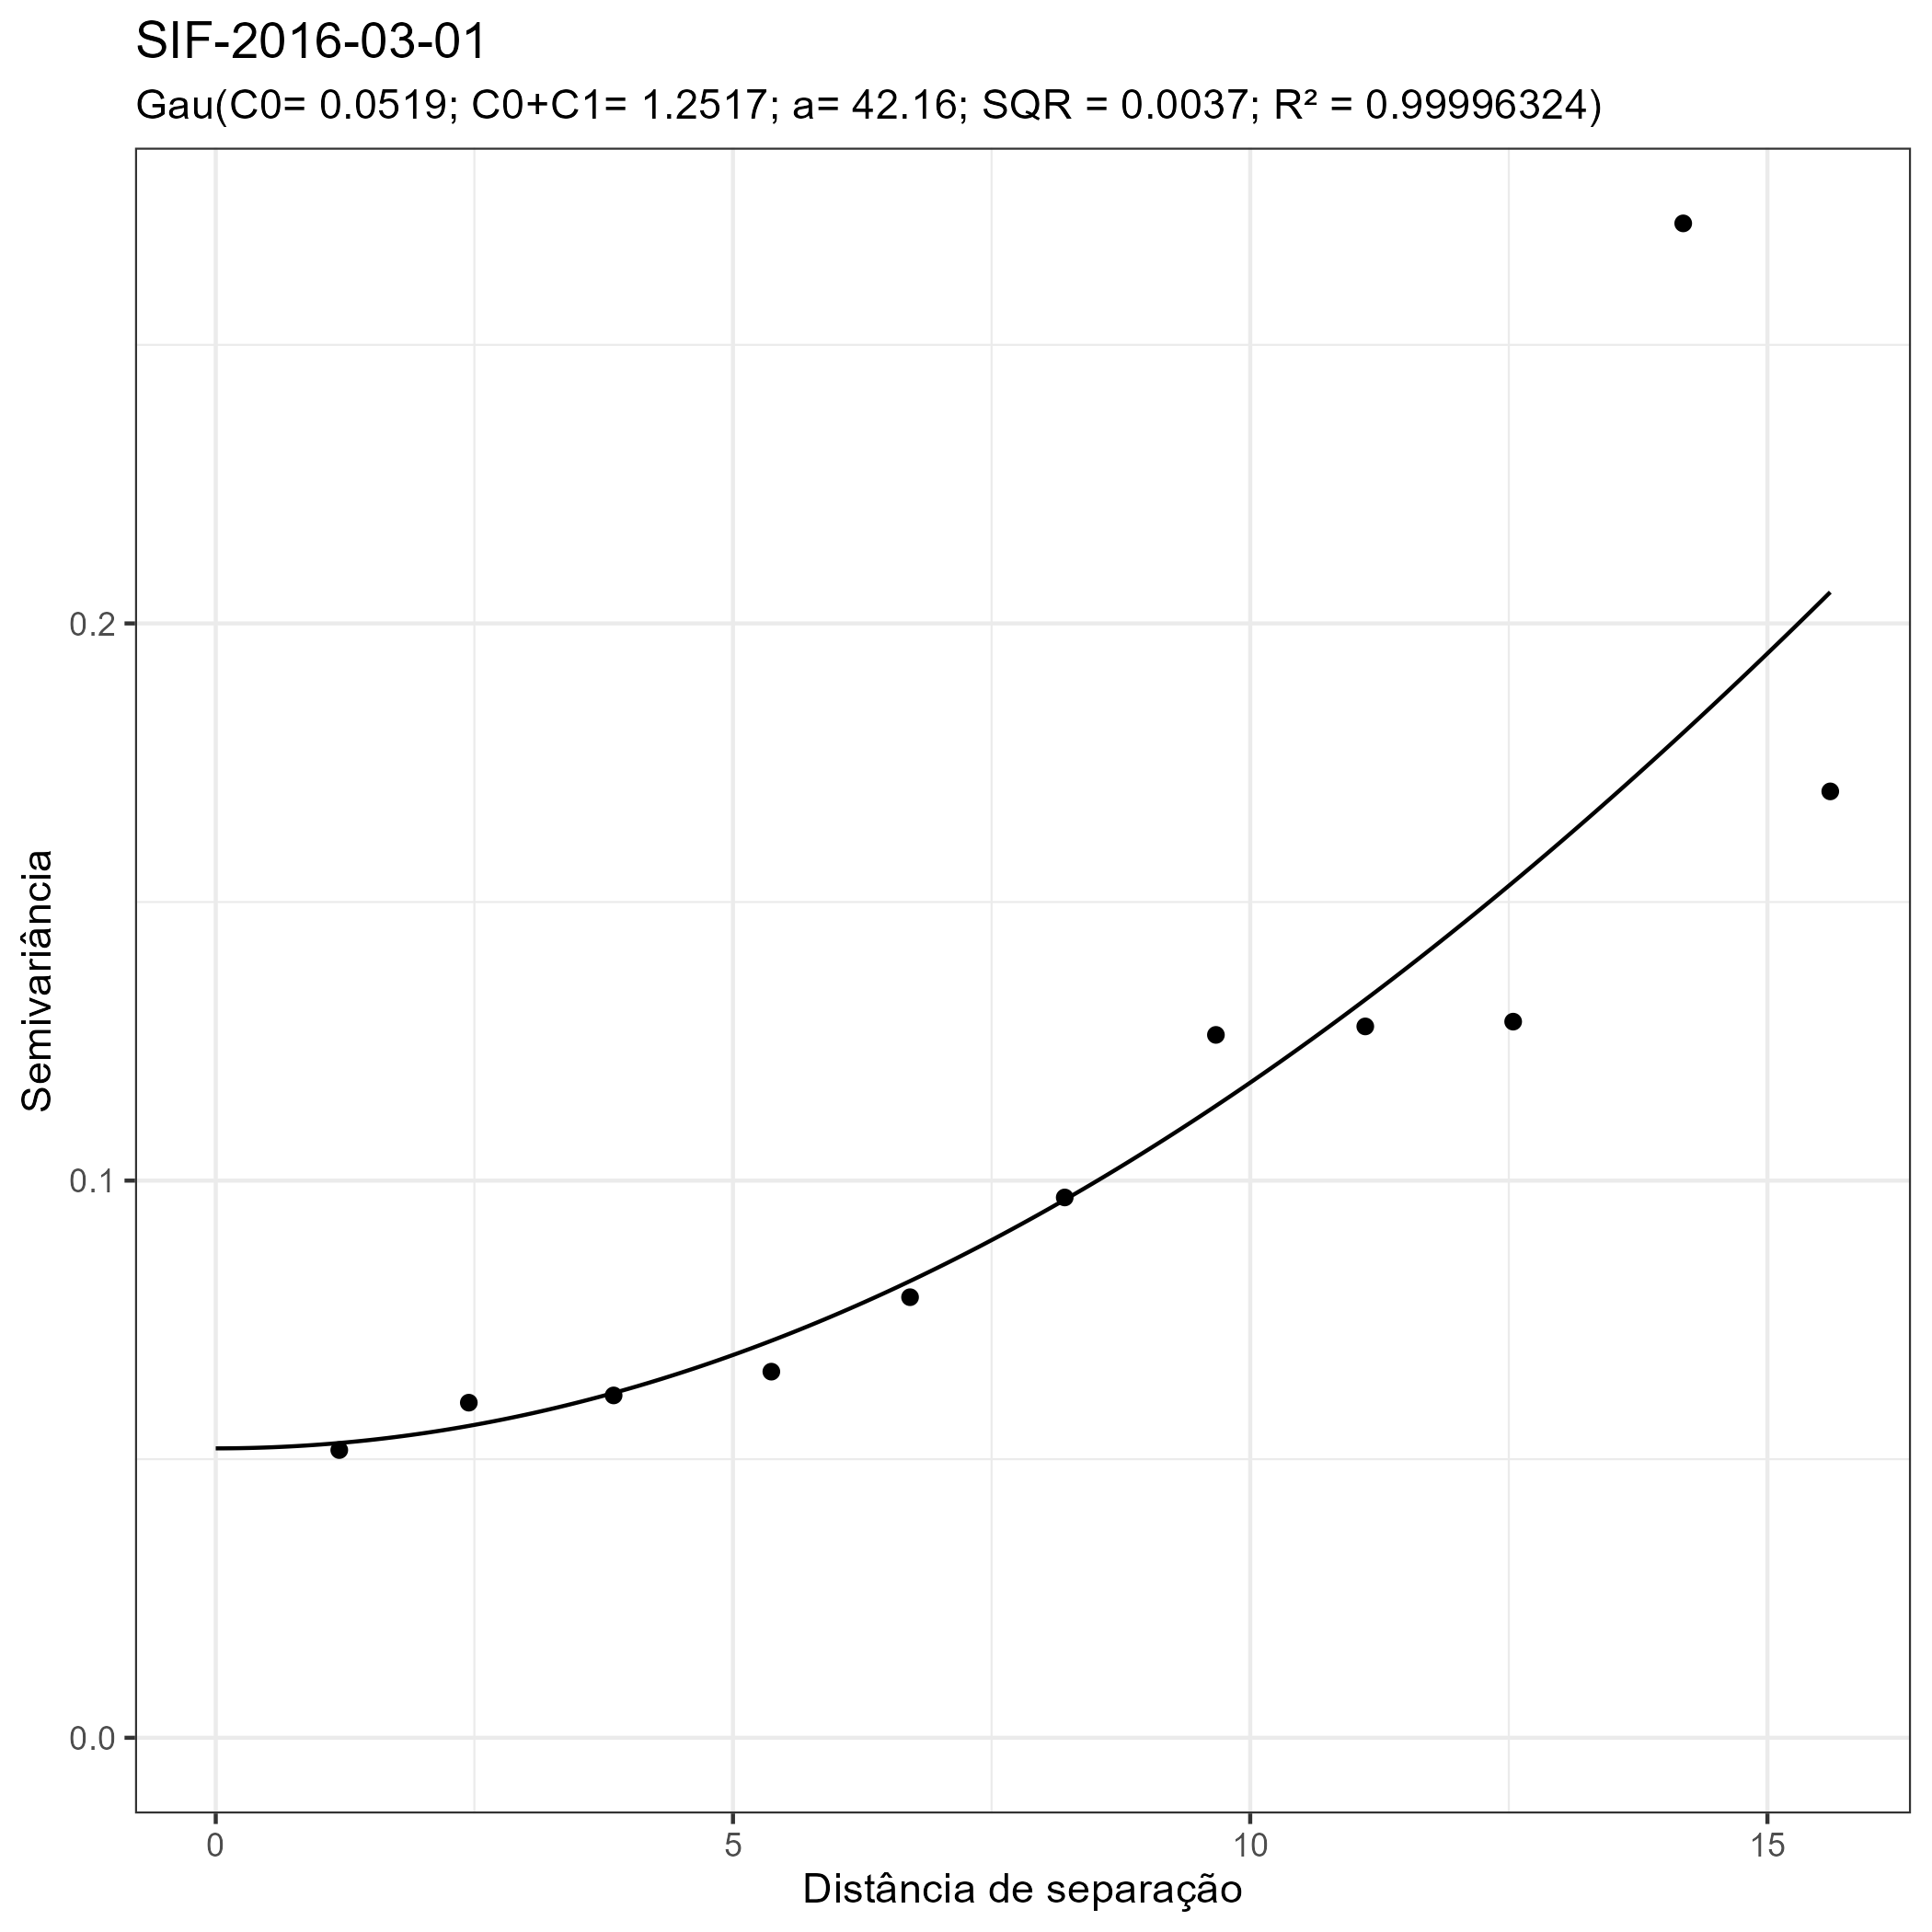 SIF-2016-03-01
Gau(C0= 0.0519; C0+C1= 1.2517; a= 42.16; SQR = 0.0037; R² = 0.99996324)
Semivariância
0.2
0.1
0.0
0 5 10 15
Distância de separação